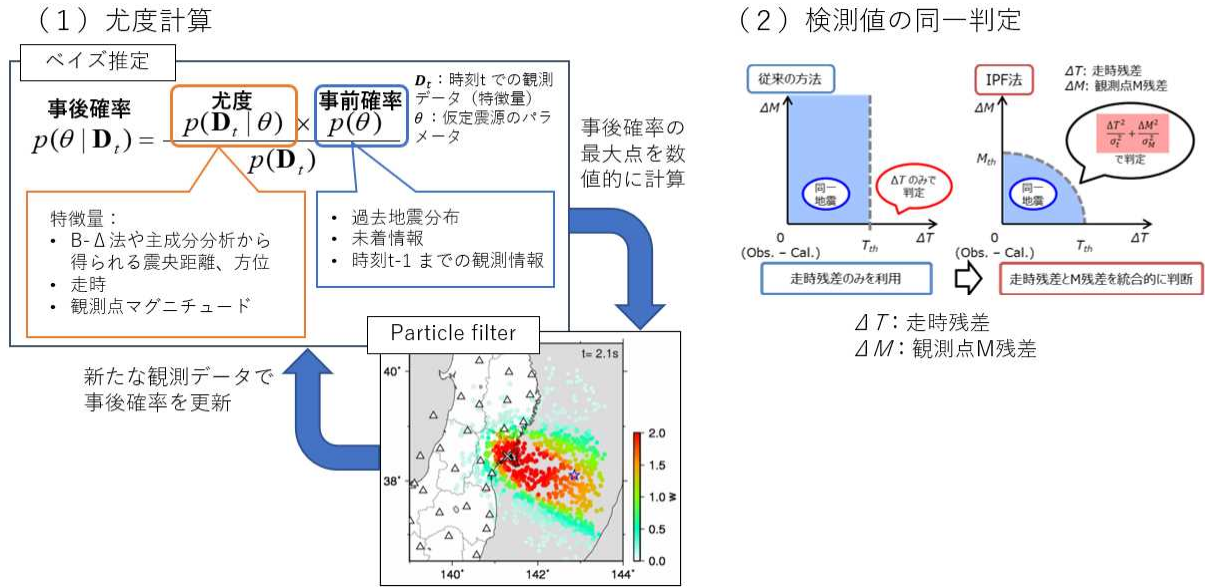 (1)尤度計算
ベイズ推定
事後確率
尤度
事前確率
p(θ | D_t) = p(D_t | θ) × p(θ) / p(D_t)
D_t:時刻t での観測
データ(特徴量)
θ:仮定震源のパラ
メータ
特徴量:
• B-Δ法や主成分分析から
得られる震央距離、方位
• 走時
• 観測点マグニチュード
• 過去地震分布
• 未着情報
• 時刻t-1 までの観測情報
事後確率の
最大点を数
値的に計算
Particle filter
t= 2.1s
40°
38°
140°
142°
144°
2.0
1.5
1.0
0.5
0.0
w
新たな観測データで
事後確率を更新
(2)検測値の同一判定
従来の方法
ΔM
同一
地震
ΔTのみで
判定
0
T_th
ΔT
(Obs. – Cal.)
走時残差のみを利用
IPF法
ΔT: 走時残差
ΔM: 観測点M残差
ΔM
M_th
ΔT²/σ_t² + ΔM²/σ_M²
で判定
同一
地震
0
T_th
ΔT
(Obs. – Cal.)
走時残差とM残差を統合的に判断
ΔT:走時残差
ΔM:観測点M残差